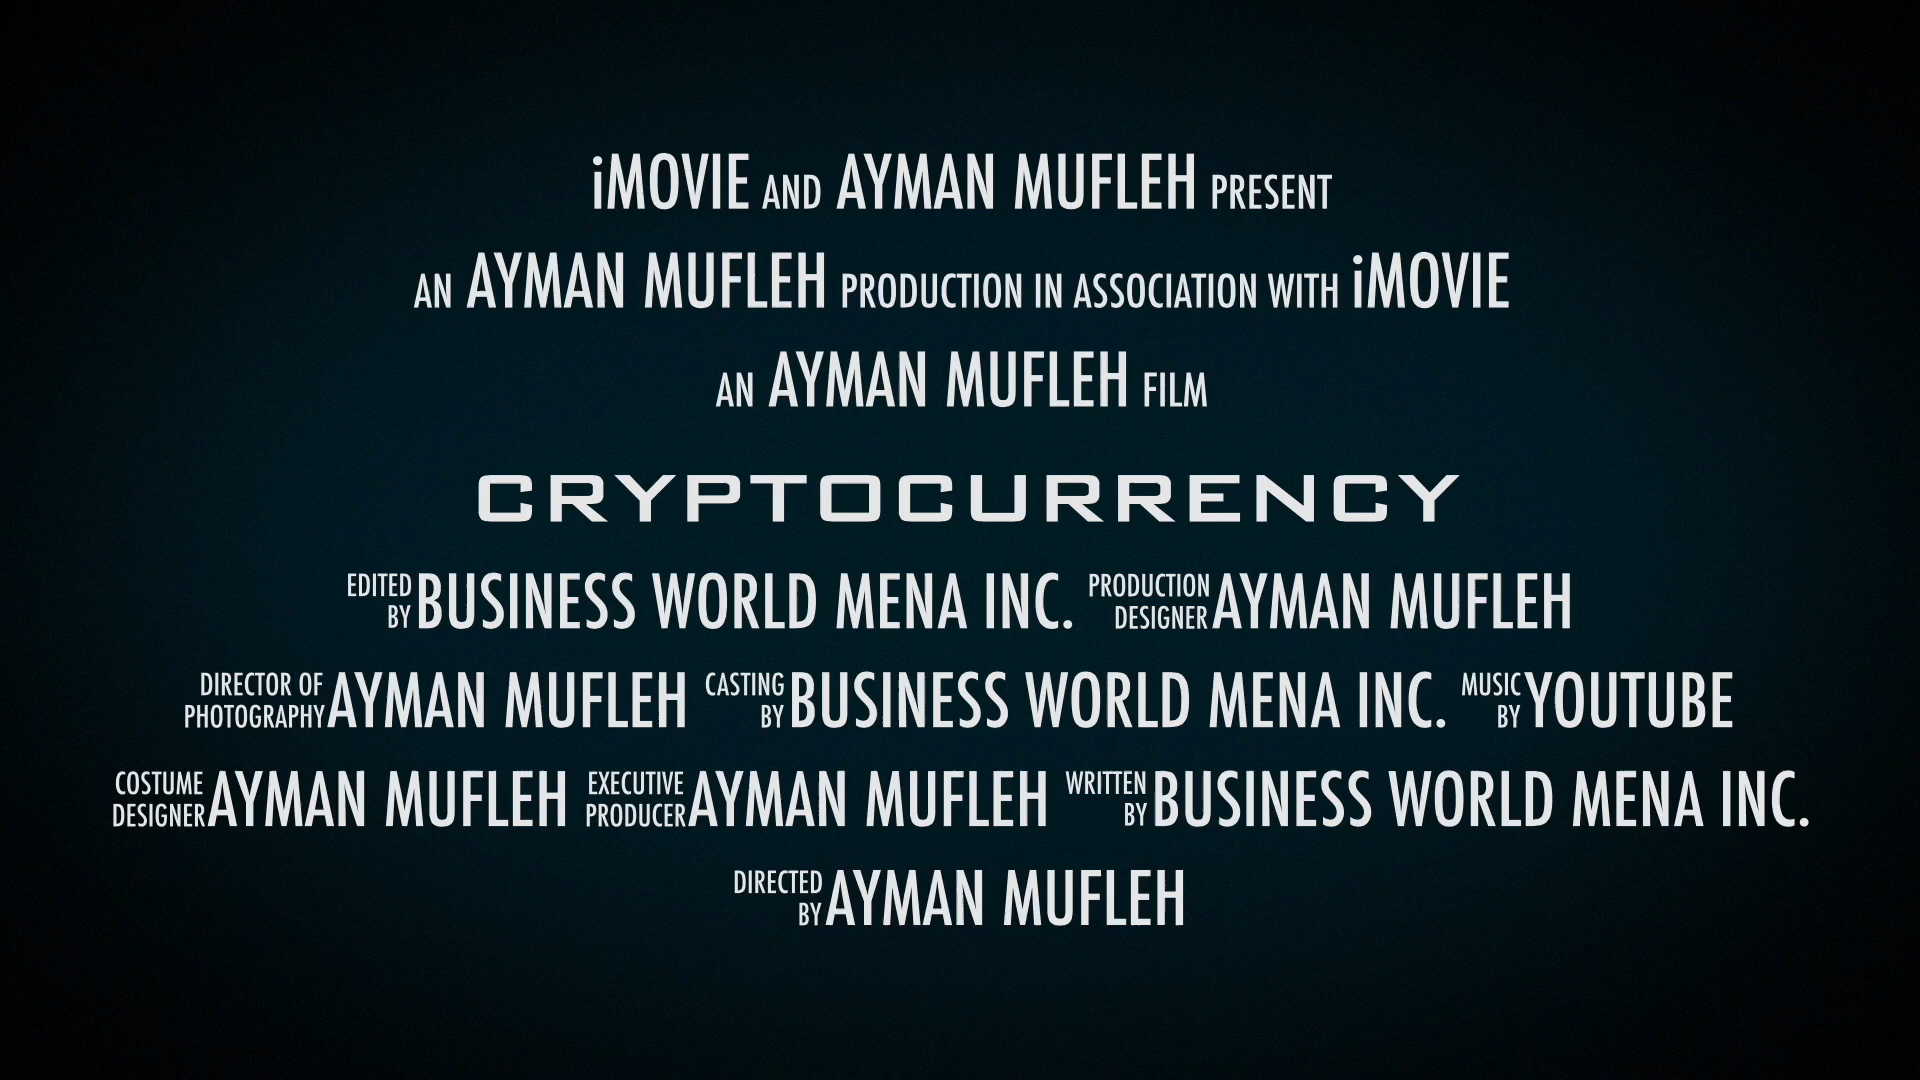 iMOVIE AND AYMAN MUFLEH PRESENT
AN AYMAN MUFLEH PRODUCTION IN ASSOCIATION WITH iMOVIE
AN AYMAN MUFLEH FILM
CRYPTOCURRENCY
EDITED BY BUSINESS WORLD MENA INC. PRODUCTION DESIGNER AYMAN MUFLEH
DIRECTOR OF PHOTOGRAPHY AYMAN MUFLEH CASTING BY BUSINESS WORLD MENA INC. MUSIC BY YOUTUBE
COSTUME DESIGNER AYMAN MUFLEH EXECUTIVE PRODUCER AYMAN MUFLEH WRITTEN BY BUSINESS WORLD MENA INC.
DIRECTED BY AYMAN MUFLEH